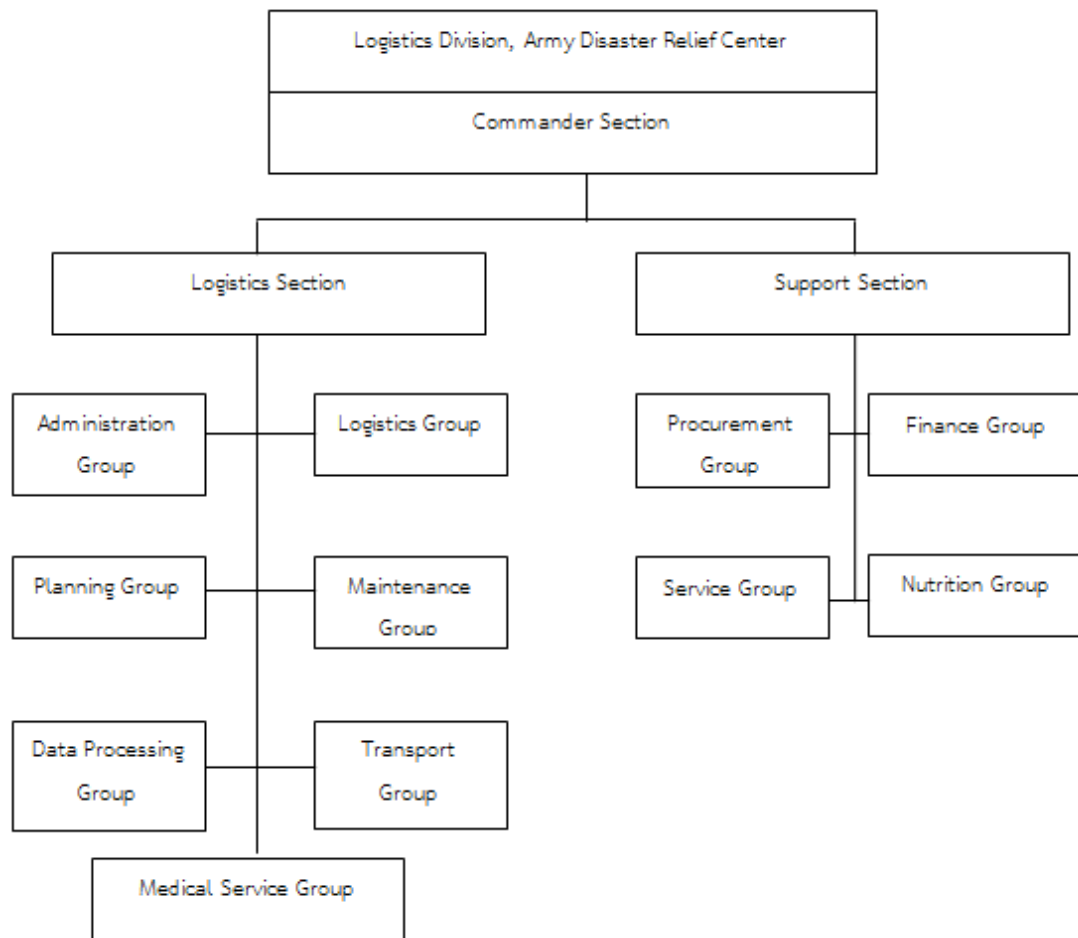 Logistics Division, Army Disaster Relief Center
Commander Section
Logistics Section
Support Section
Administration
Group
Logistics Group
Procurement
Group
Finance Group
Planning Group
Maintenance
Group
Service Group
Nutrition Group
Data Processing
Group
Transport
Group
Medical Service Group